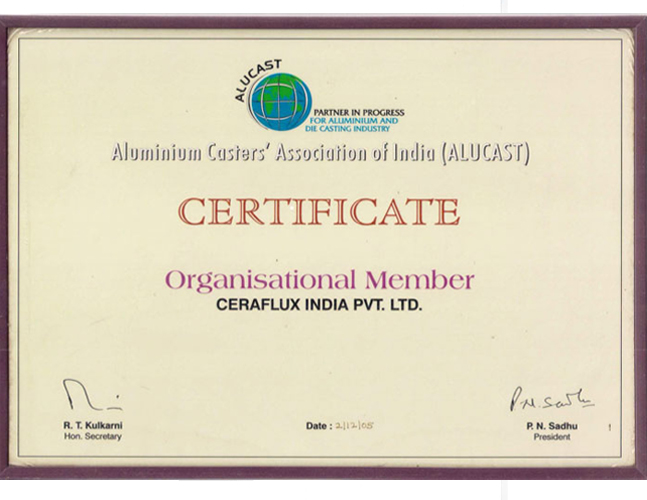 ALUCAST
PARTNER IN PROGRESS
FOR ALUMINIUM AND
DIE CASTING INDUSTRY
Aluminium Casters' Association of India (ALUCAST)
CERTIFICATE
Organisational Member
CERAFLUX INDIA PVT. LTD.
P.N. Sadhu
R. T. Kulkarni
Hon. Secretary
Date : 2/12/05
P. N. Sadhu
President